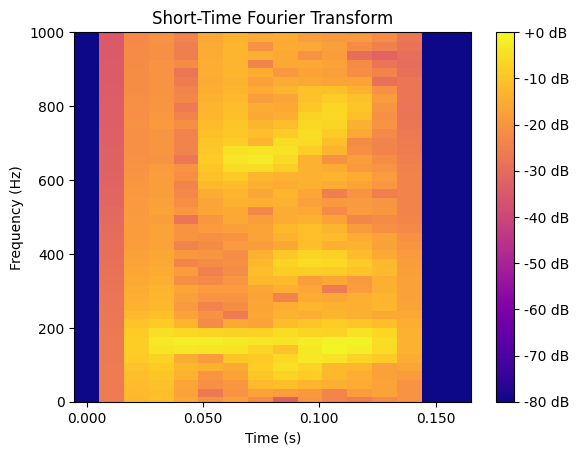 Short-Time Fourier Transform
1000
800
600
400
200
0
Frequency (Hz)
0.000
0.050
0.100
0.150
Time (s)
+0 dB
-10 dB
-20 dB
-30 dB
-40 dB
-50 dB
-60 dB
-70 dB
-80 dB